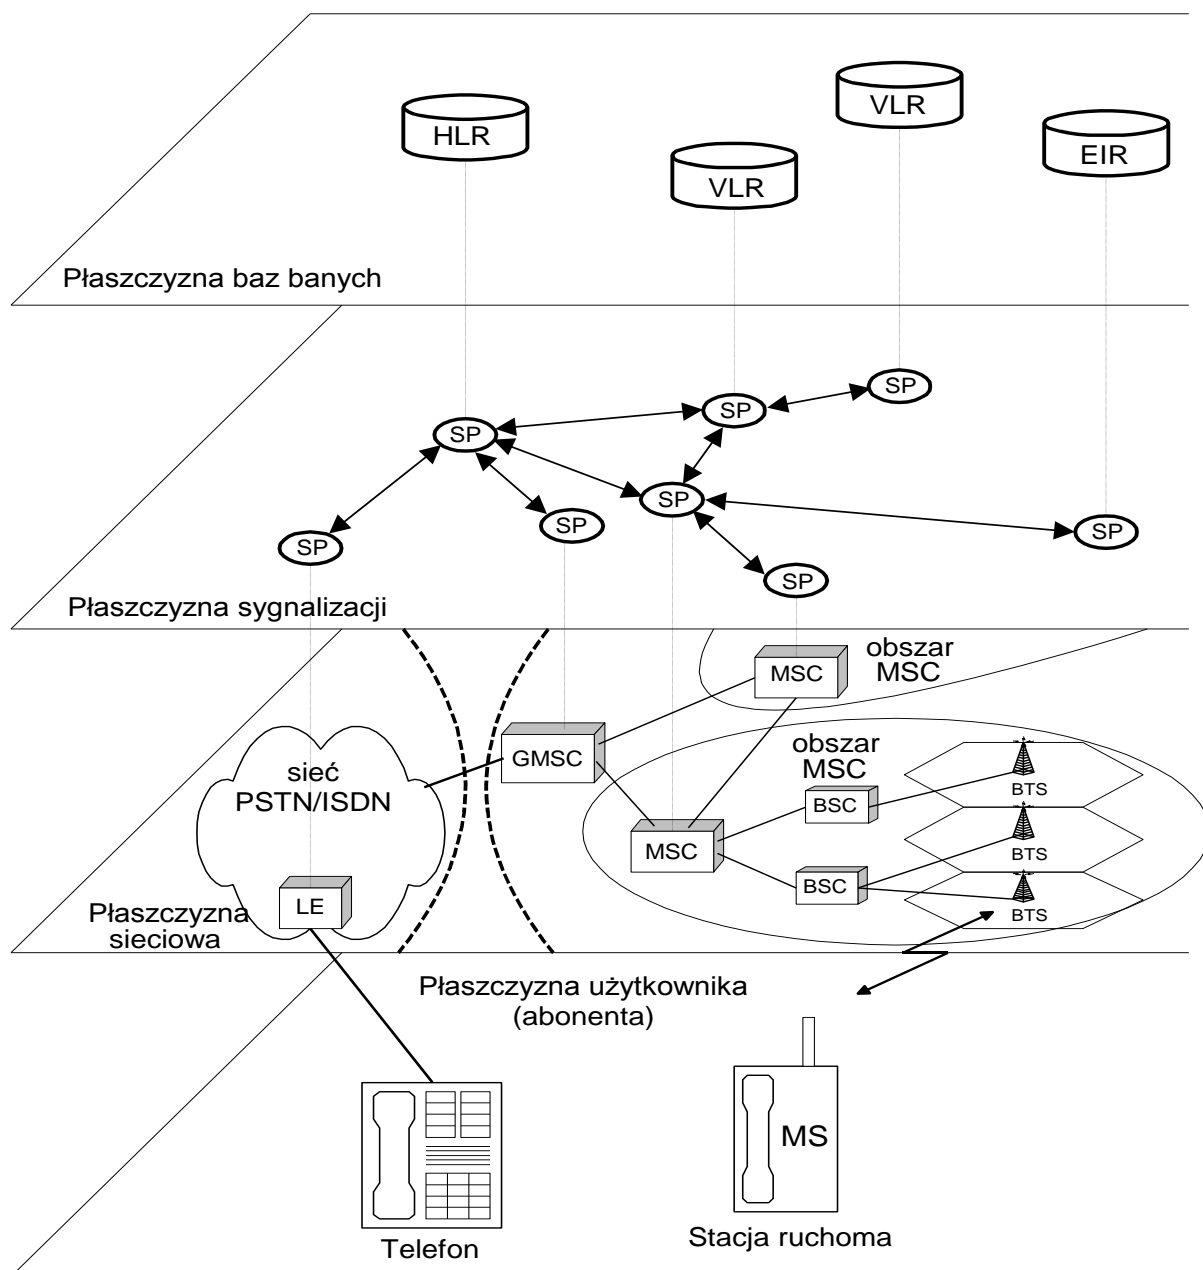 VLR
HLR
EIR
VLR
Płaszczyzna baz banych
SP
SP
SP
SP
SP
SP
SP
SP
Płaszczyzna sygnalizacji
obszar
MSC
MSC
GMSC
obszar
MSC
sieć
PSTN/ISDN
BTS
BSC
MSC
BTS
BSC
LE
BTS
Płaszczyzna
sieciowa
Płaszczyzna użytkownika
(abonenta)
MS
Telefon
Stacja ruchoma